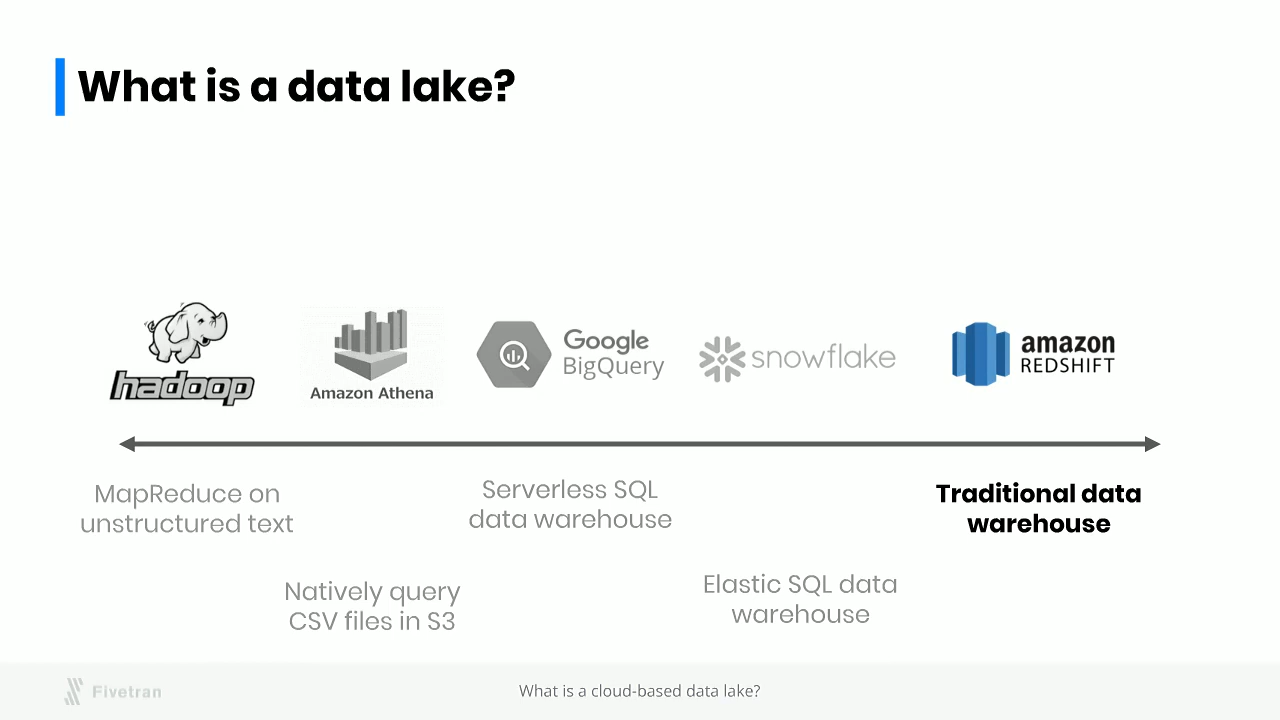 What is a data lake?
hadoop
Amazon Athena
Google
BigQuery
snowflake
amazon
REDSHIFT
MapReduce on
unstructured text
Natively query
CSV files in S3
Serverless SQL
data warehouse
Elastic SQL data
warehouse
Traditional data
warehouse
Fivetran
What is a cloud-based data lake?